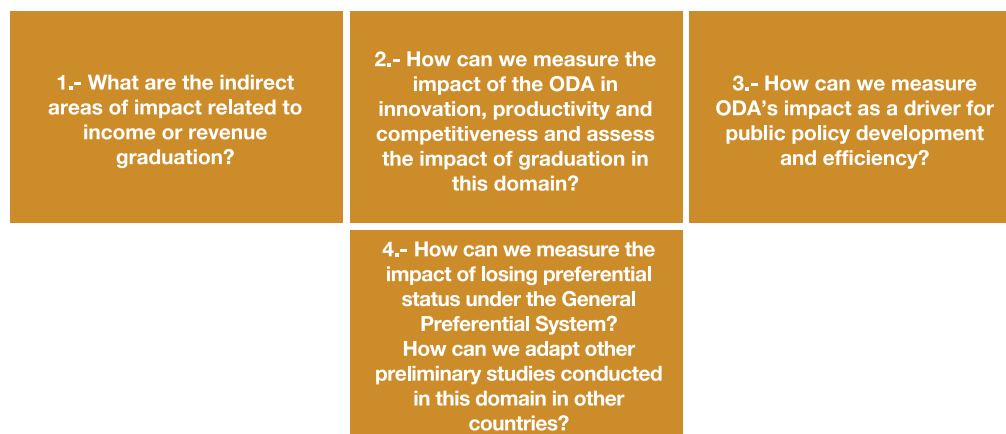 1.- What are the indirect
areas of impact related to
income or revenue
graduation?
2.- How can we measure the
impact of the ODA in
innovation, productivity and
competitiveness and assess
the impact of graduation in
this domain?
3.- How can we measure
ODA's impact as a driver for
public policy development
and efficiency?
4.- How can we measure the
impact of losing preferential
status under the General
Preferential System?
How can we adapt other
preliminary studies conducted
in this domain in other
countries?